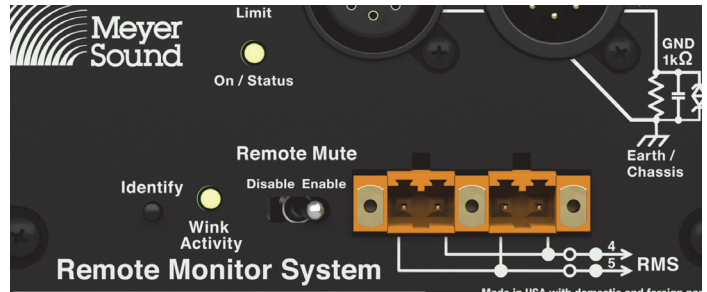 Limit
Meyer
Sound
On / Status
GND
1kΩ
Earth /
Chassis
Remote Mute
Identify
Disable Enable
Wink
Activity
4
5
RMS
Remote Monitor System
Made in USA with domestic and foreign